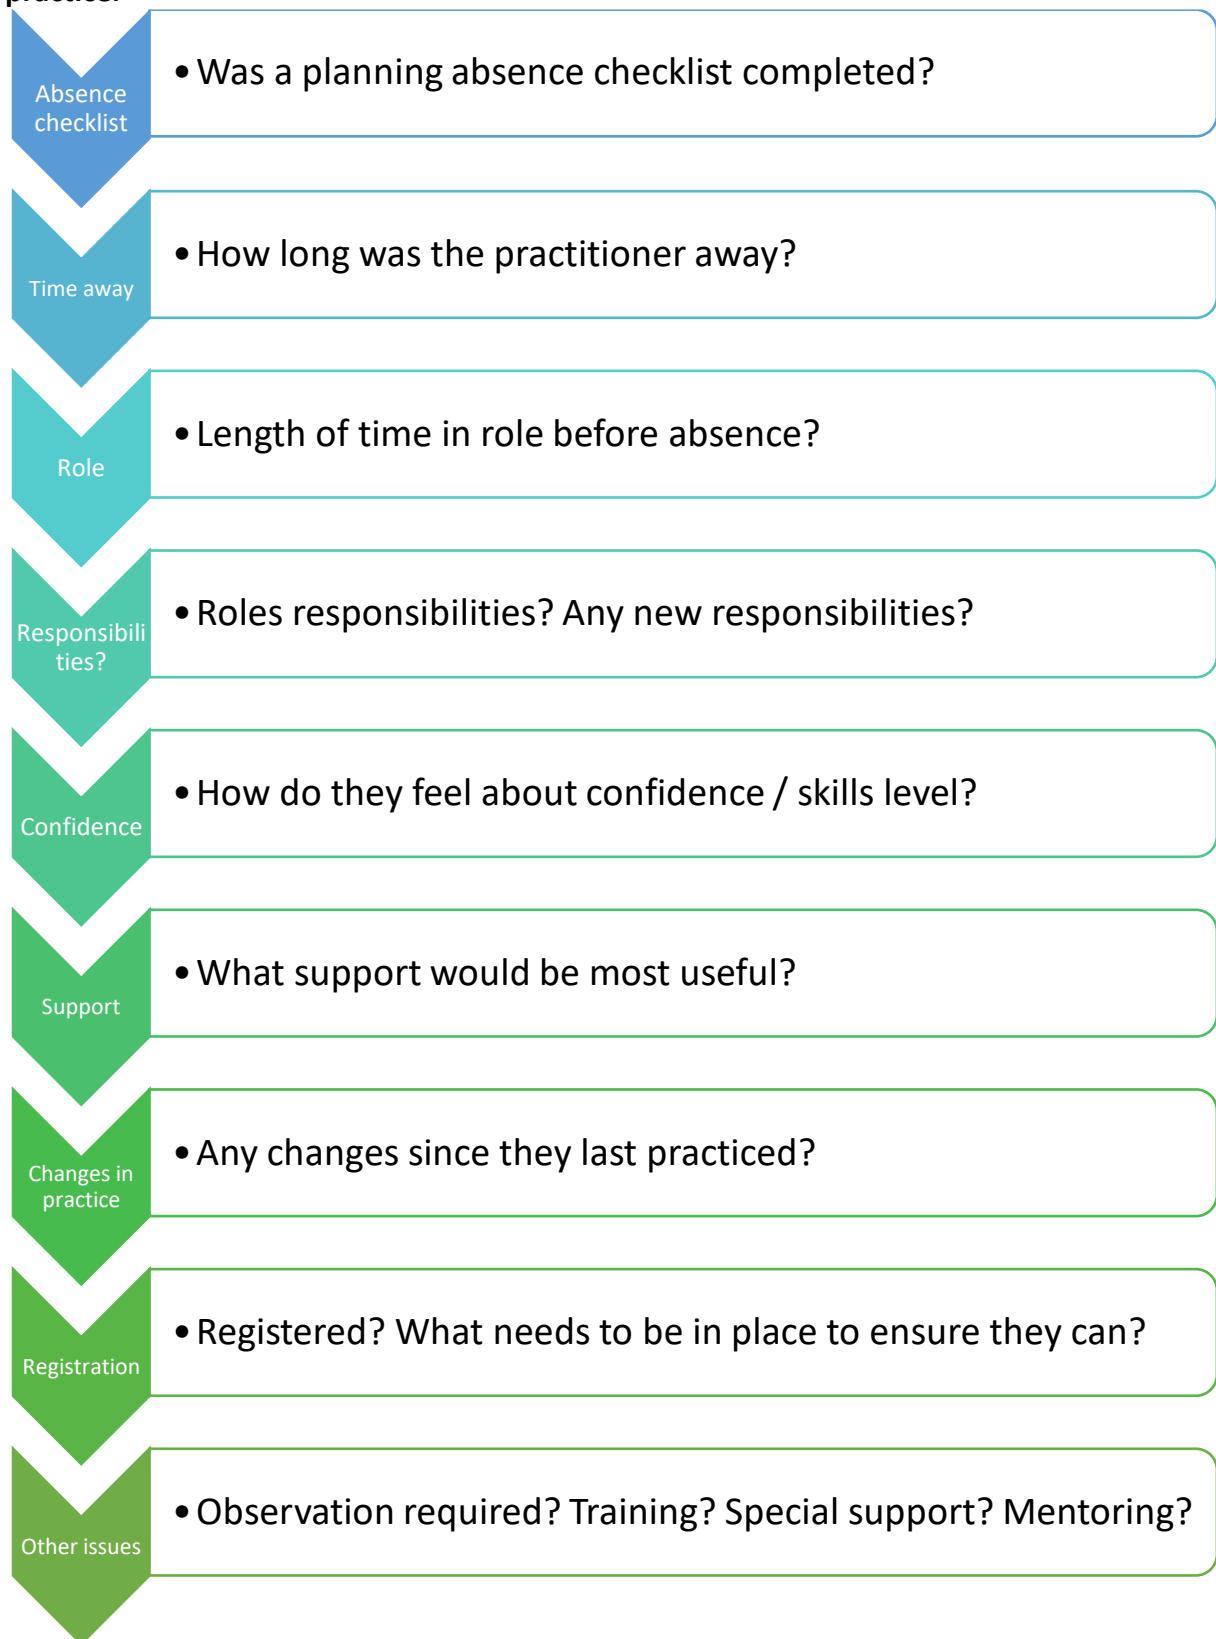 practice.
Absence
checklist
• Was a planning absence checklist completed?
Time away
• How long was the practitioner away?
Role
• Length of time in role before absence?
Responsibili
ties?
• Roles responsibilities? Any new responsibilities?
Confidence
• How do they feel about confidence / skills level?
Support
• What support would be most useful?
Changes in
practice
• Any changes since they last practiced?
Registration
• Registered? What needs to be in place to ensure they can?
Other issues
• Observation required? Training? Special support? Mentoring?